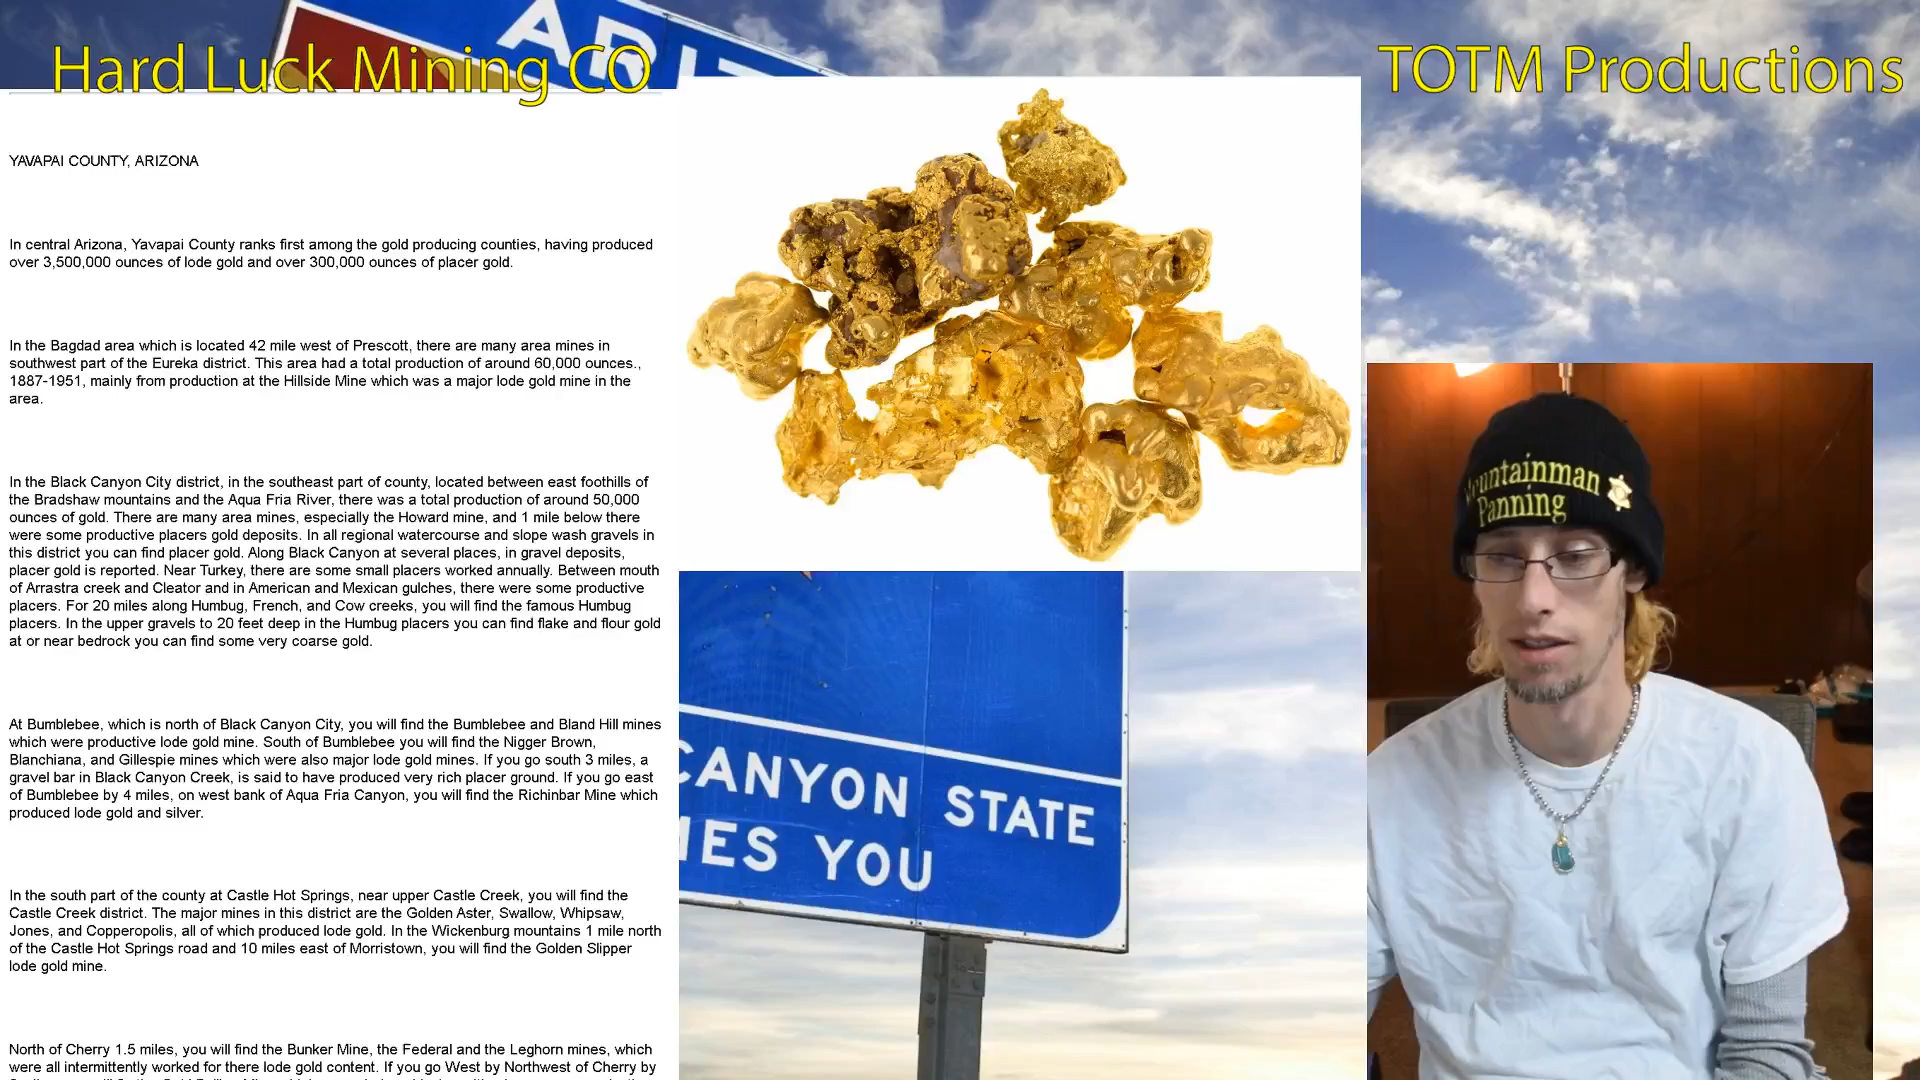 Hard Luck Mining CO
TOTM Productions
ARI
YAVAPAI COUNTY, ARIZONA
In central Arizona, Yavapai County ranks first among the gold producing counties, having produced
over 3,500,000 ounces of lode gold and over 300,000 ounces of placer gold.
In the Bagdad area which is located 42 mile west of Prescott, there are many area mines in
southwest part of the Eureka district. This area had a total production of around 60,000 ounces.,
1887-1951, mainly from production at the Hillside Mine which was a major lode gold mine in the
area.
In the Black Canyon City district, in the southeast part of county, located between east foothills of
the Bradshaw mountains and the Aqua Fria River, there was a total production of around 50,000
ounces of gold. There are many area mines, especially the Howard mine, and 1 mile below there
were some productive placers gold deposits. In all regional watercourse and slope wash gravels in
this district you can find placer gold. Along Black Canyon at several places, in gravel deposits,
placer gold is reported. Near Turkey, there are some small placers worked annually. Between mouth
of Arrastra creek and Cleator and in American and Mexican gulches, there were some productive
placers. For 20 miles along Humbug, French, and Cow creeks, you will find the famous Humbug
placers. In the upper gravels to 20 feet deep in the Humbug placers you can find flake and flour gold
at or near bedrock you can find some very coarse gold.
At Bumblebee, which is north of Black Canyon City, you will find the Bumblebee and Bland Hill mines
which were productive lode gold mine. South of Bumblebee you will find the Nigger Brown,
Blanchiana, and Gillespie mines which were also major lode gold mines. If you go south 3 miles, a
gravel bar in Black Canyon Creek, is said to have produced very rich placer ground. If you go east
of Bumblebee by 4 miles, on west bank of Aqua Fria Canyon, you will find the Richinbar Mine which
produced lode gold and silver.
In the south part of the county at Castle Hot Springs, near upper Castle Creek, you will find the
Castle Creek district. The major mines in this district are the Golden Aster, Swallow, Whipsaw,
Jones, and Copperopolis, all of which produced lode gold. In the Wickenburg mountains 1 mile north
of the Castle Hot Springs road and 10 miles east of Morristown, you will find the Golden Slipper
lode gold mine.
North of Cherry 1.5 miles, you will find the Bunker Mine, the Federal and the Leghorn mines, which
were all intermittently worked for there lode gold content. If you go West by Northwest of Cherry by
CANYON STATE
MES YOU
Mountainman
Panning